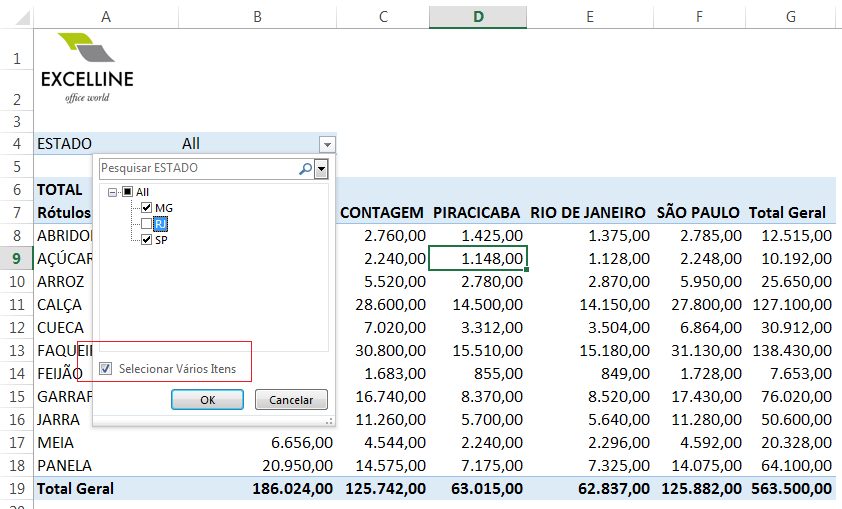 A B C D E F G
1
EXCELLINE
2 office world
3
4 ESTADO All
5 Pesquisar ESTADO
6 TOTAL All
7 Rótulos MG CONTAGEM PIRACICABA RIO DE JANEIRO SÃO PAULO Total Geral
8 RJ 2.760,00 1.425,00 1.375,00 2.785,00 12.515,00
SP
9 AÇÚCAR 2.240,00 1.148,00 1.128,00 2.248,00 10.192,00
10 ARROZ 5.520,00 2.780,00 2.870,00 5.950,00 25.650,00
11 CALÇA 28.600,00 14.500,00 14.150,00 27.800,00 127.100,00
12 CUECA 7.020,00 3.312,00 3.504,00 6.864,00 30.912,00
13 FAQUEI 30.800,00 15.510,00 15.180,00 31.130,00 138.430,00
14 FEIJÃO Selecionar Vários Itens 1.683,00 855,00 849,00 1.728,00 7.653,00
15 GARRAF OK Cancelar 16.740,00 8.370,00 8.520,00 17.430,00 76.020,00
16 JARRA 11.260,00 5.700,00 5.640,00 11.280,00 50.600,00
17 MEIA 6.656,00 4.544,00 2.240,00 2.296,00 4.592,00 20.328,00
18 PANELA 20.950,00 14.575,00 7.175,00 7.325,00 14.075,00 64.100,00
19 Total Geral 186.024,00 125.742,00 63.015,00 62.837,00 125.882,00 563.500,00